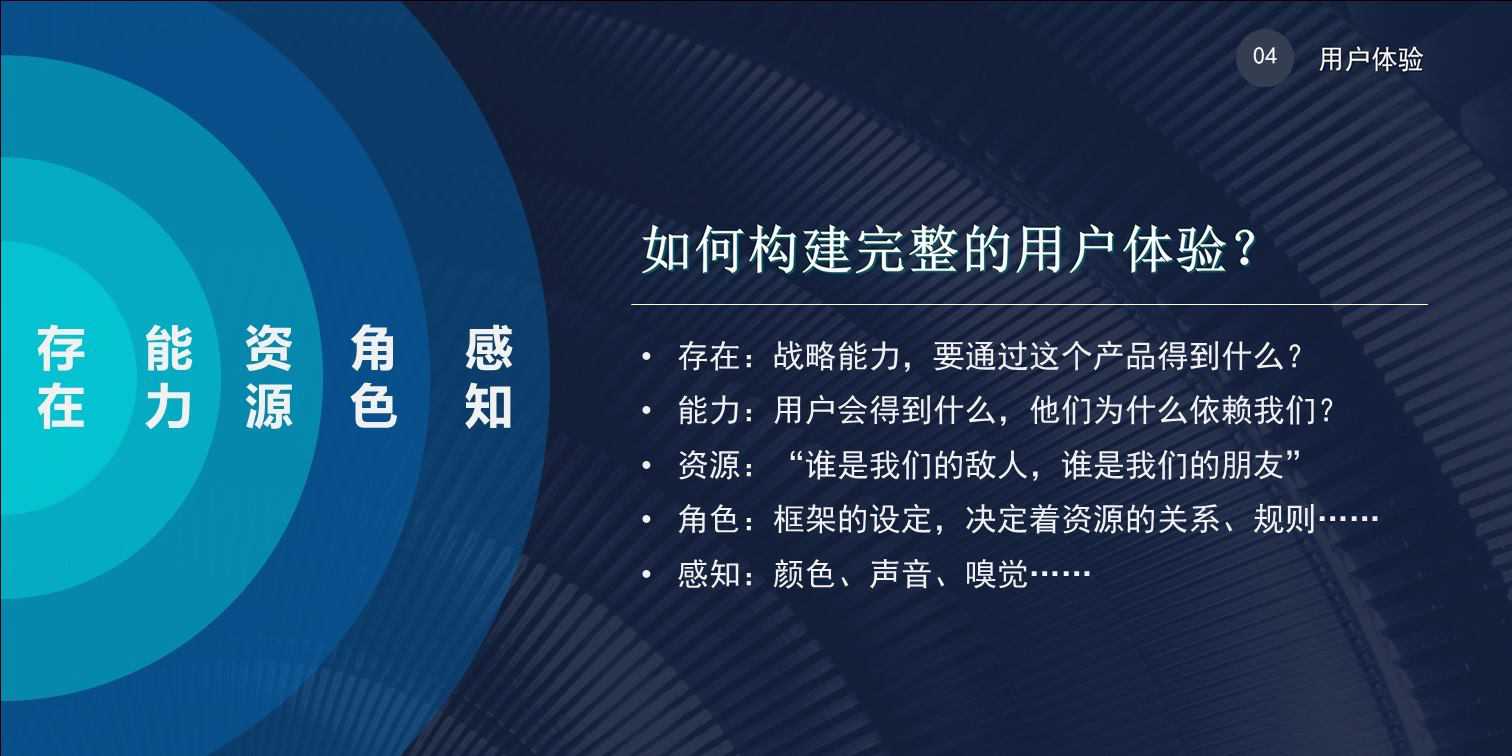 04 用户体验
存在
能力
资源
角色
感知
如何构建完整的用户体验？
• 存在：战略能力，要通过这个产品得到什么？
• 能力：用户会得到什么，他们为什么依赖我们？
• 资源：“谁是我们的敌人，谁是我们的朋友”
• 角色：框架的设定，决定着资源的关系、规则……
• 感知：颜色、声音、嗅觉……